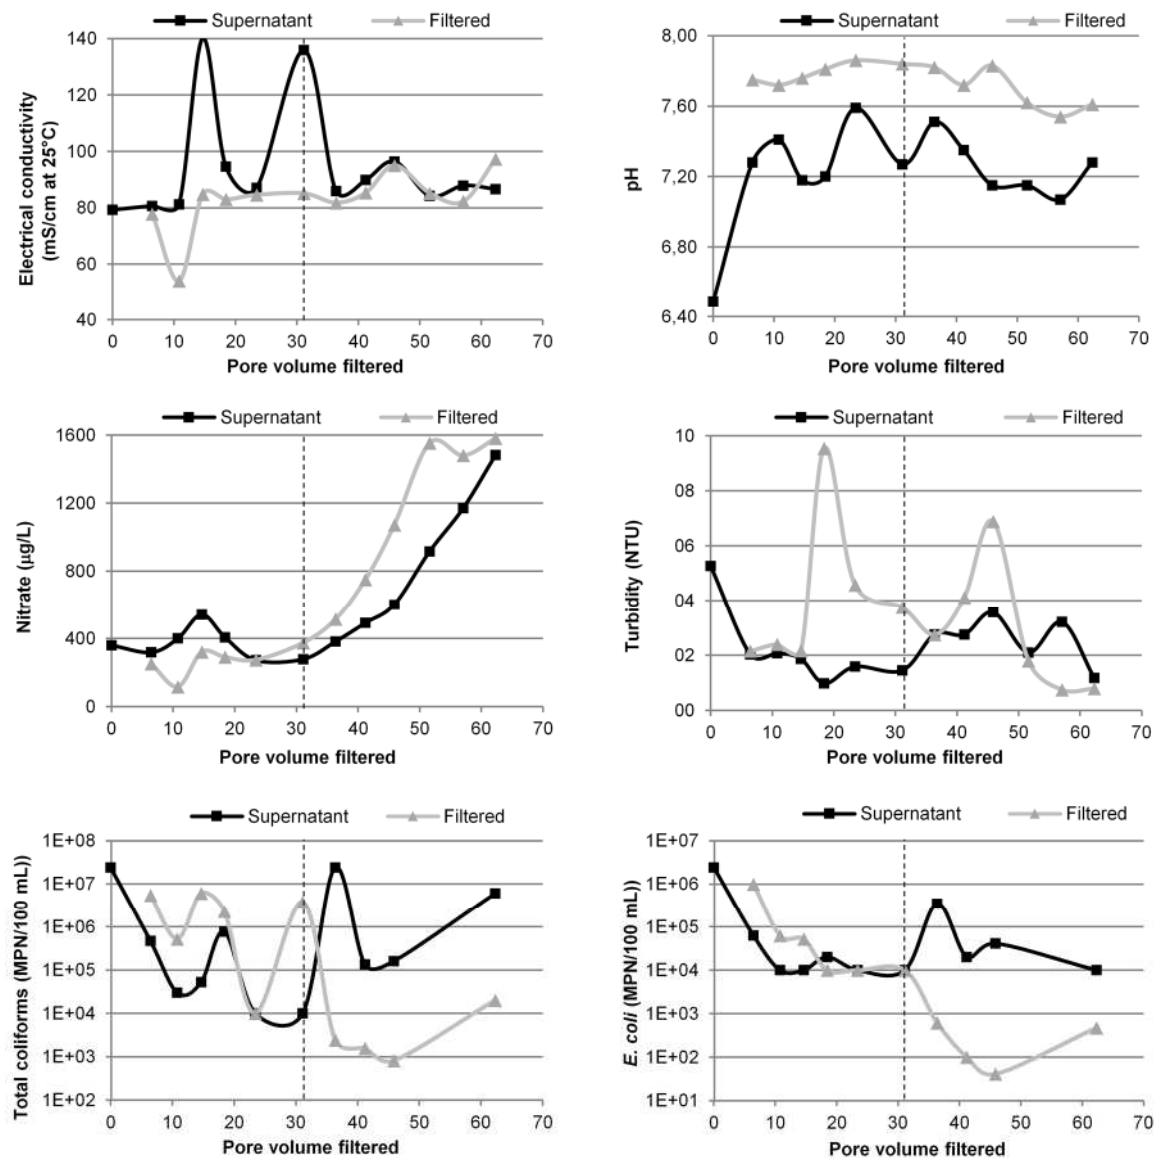 Supernatant Filtered
140
120
100
80
60
40
Electrical conductivity
(mS/cm at 25°C)
0 10 20 30 40 50 60 70
Pore volume filtered
Supernatant Filtered
8,00
7,60
7,20
6,80
6,40
pH
0 10 20 30 40 50 60 70
Pore volume filtered
Supernatant Filtered
1600
1200
800
400
0
Nitrate (µg/L)
0 10 20 30 40 50 60 70
Pore volume filtered
Supernatant Filtered
10
08
06
04
02
00
Turbidity (NTU)
0 10 20 30 40 50 60 70
Pore volume filtered
Supernatant Filtered
1E+08
1E+07
1E+06
1E+05
1E+04
1E+03
1E+02
Total coliforms (MPN/100 mL))
0 10 20 30 40 50 60 70
Pore volume filtered
Supernatant Filtered
1E+07
1E+06
1E+05
1E+04
1E+03
1E+02
1E+01
E. coli (MPN/100 mL))
0 10 20 30 40 50 60 70
Pore volume filtered